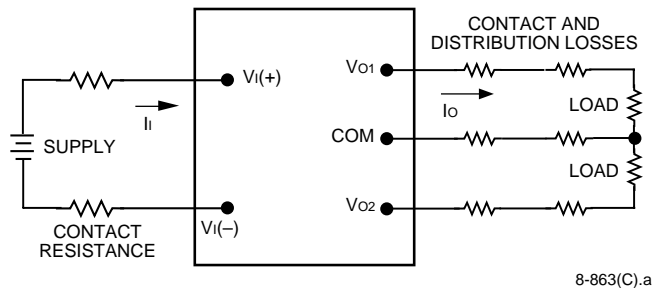 CONTACT AND
DISTRIBUTION LOSSES
VI(+)
VO1
II
IO
LOAD
SUPPLY
COM
LOAD
VI(–)
VO2
CONTACT
RESISTANCE
8-863(C).a